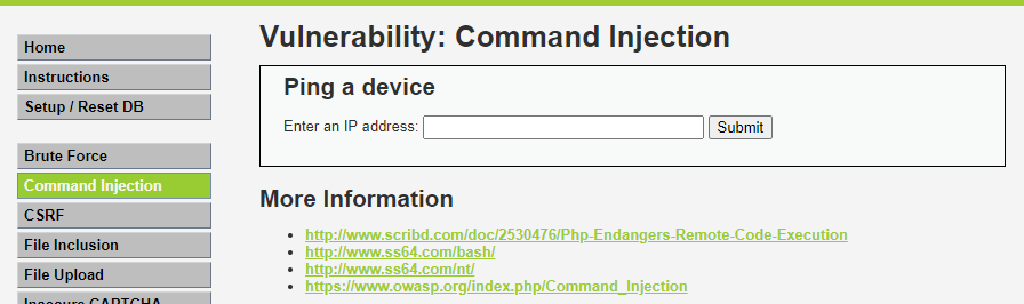 Home
Instructions
Setup / Reset DB
Brute Force
Command Injection
CSRF
File Inclusion
File Upload
Insecure CAPTCHA
Vulnerability: Command Injection
Ping a device
Enter an IP address:
Submit
More Information
http://www.scribd.com/doc/2530476/Php-Endangers-Remote-Code-Execution
http://www.ss64.com/bash/
http://www.ss64.com/nt/
https://www.owasp.org/index.php/Command_Injection